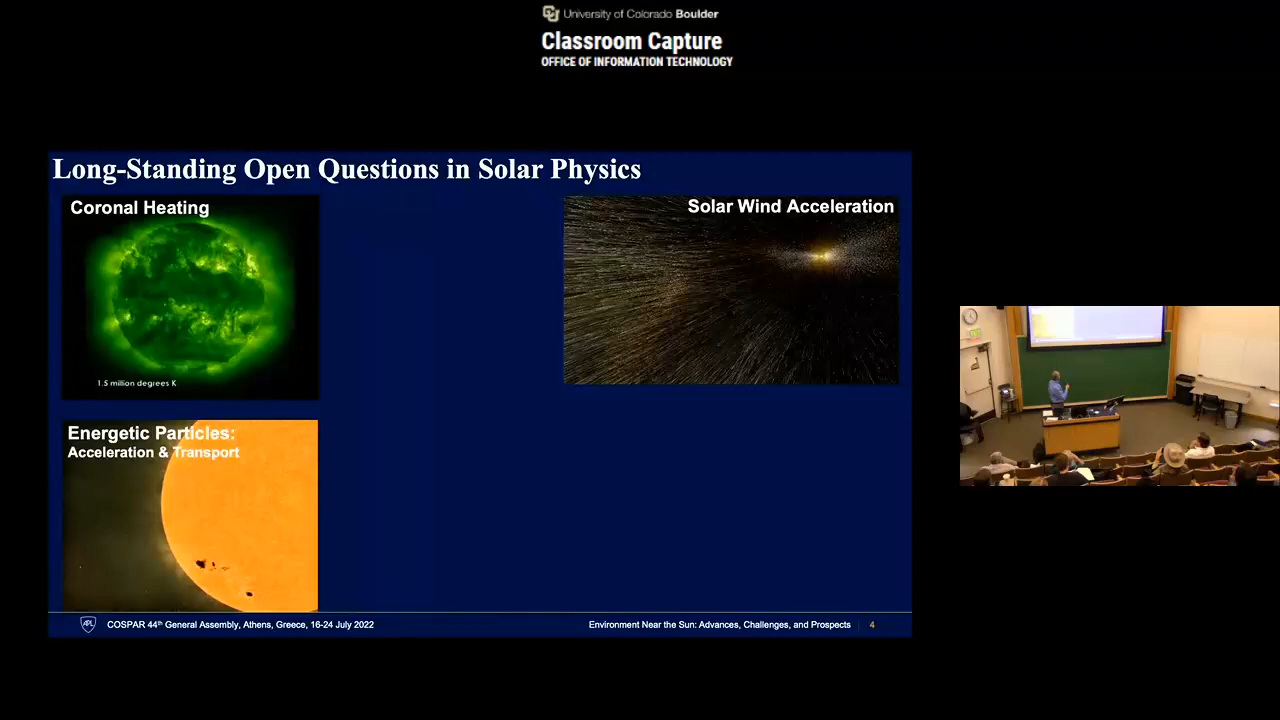 University of Colorado Boulder
Classroom Capture
OFFICE OF INFORMATION TECHNOLOGY
Long-Standing Open Questions in Solar Physics
Coronal Heating
1.5 million degrees K
Solar Wind Acceleration
Energetic Particles:
Acceleration & Transport
APL
COSPAR 44th General Assembly, Athens, Greece, 16-24 July 2022
Environment Near the Sun: Advances, Challenges, and Prospects
4